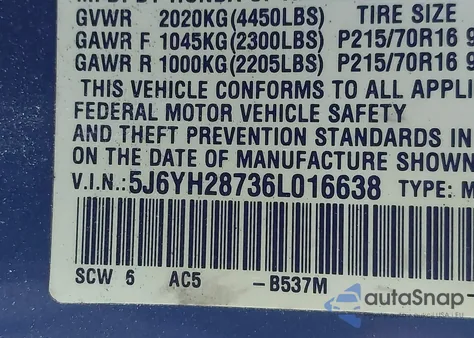 GVWR 2020KG(4450LBS) TIRE SIZE
GAWR F 1045KG(2300LBS) P215/70R16 9
GAWR R 1000KG(2205LBS) P215/70R16 9
THIS VEHICLE CONFORMS TO ALL APPLI
FEDERAL MOTOR VEHICLE SAFETY
AND THEFT PREVENTION STANDARDS IN
ON THE DATE OF MANUFACTURE SHOWN
V.I.N.:5J6YH28736L016638 TYPE: M
SCW 6 AC5 -B537M
autaSnap